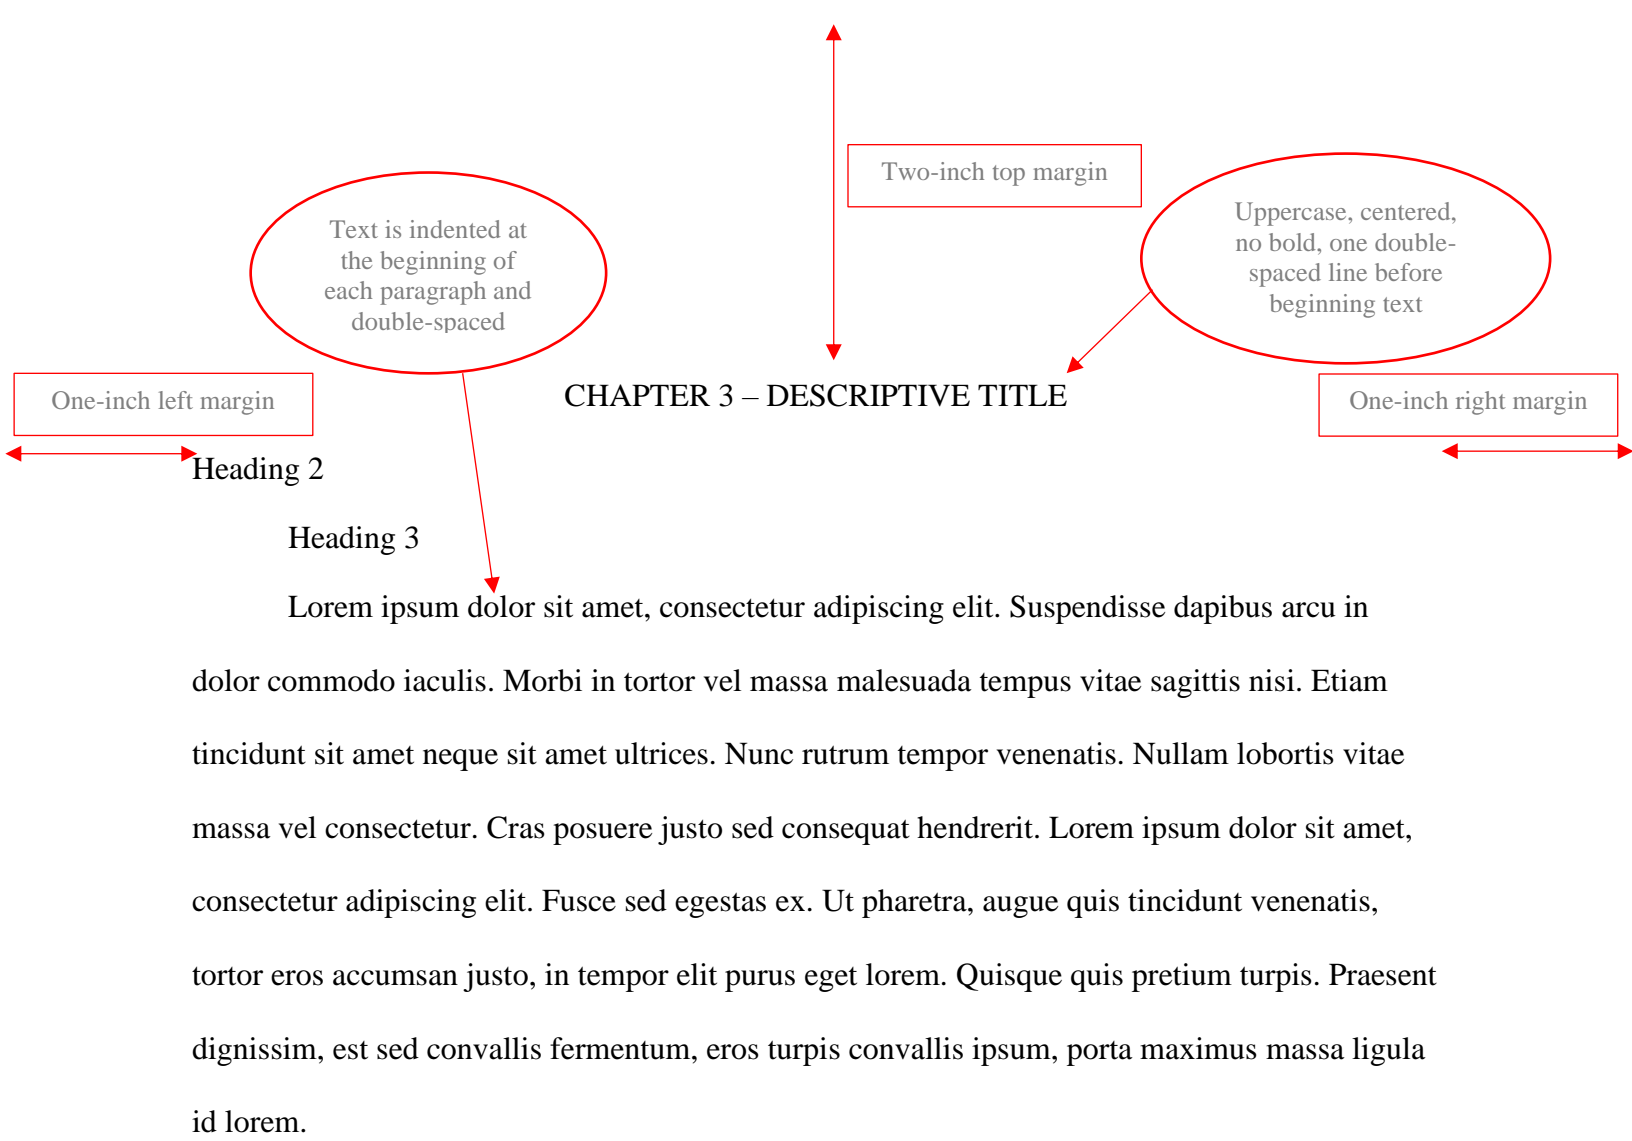 Two-inch top margin
Text is indented at
the beginning of
each paragraph and
double-spaced
Uppercase, centered,
no bold, one double-
spaced line before
beginning text
One-inch left margin
CHAPTER 3 – DESCRIPTIVE TITLE
One-inch right margin
Heading 2
Heading 3
Lorem ipsum dolor sit amet, consectetur adipiscing elit. Suspendisse dapibus arcu in
dolor commodo iaculis. Morbi in tortor vel massa malesuada tempus vitae sagittis nisi. Etiam
tincidunt sit amet neque sit amet ultrices. Nunc rutrum tempor venenatis. Nullam lobortis vitae
massa vel consectetur. Cras posuere justo sed consequat hendrerit. Lorem ipsum dolor sit amet,
consectetur adipiscing elit. Fusce sed egestas ex. Ut pharetra, augue quis tincidunt venenatis,
tortor eros accumsan justo, in tempor elit purus eget lorem. Quisque quis pretium turpis. Praesent
dignissim, est sed convallis fermentum, eros turpis convallis ipsum, porta maximus massa ligula
id lorem.